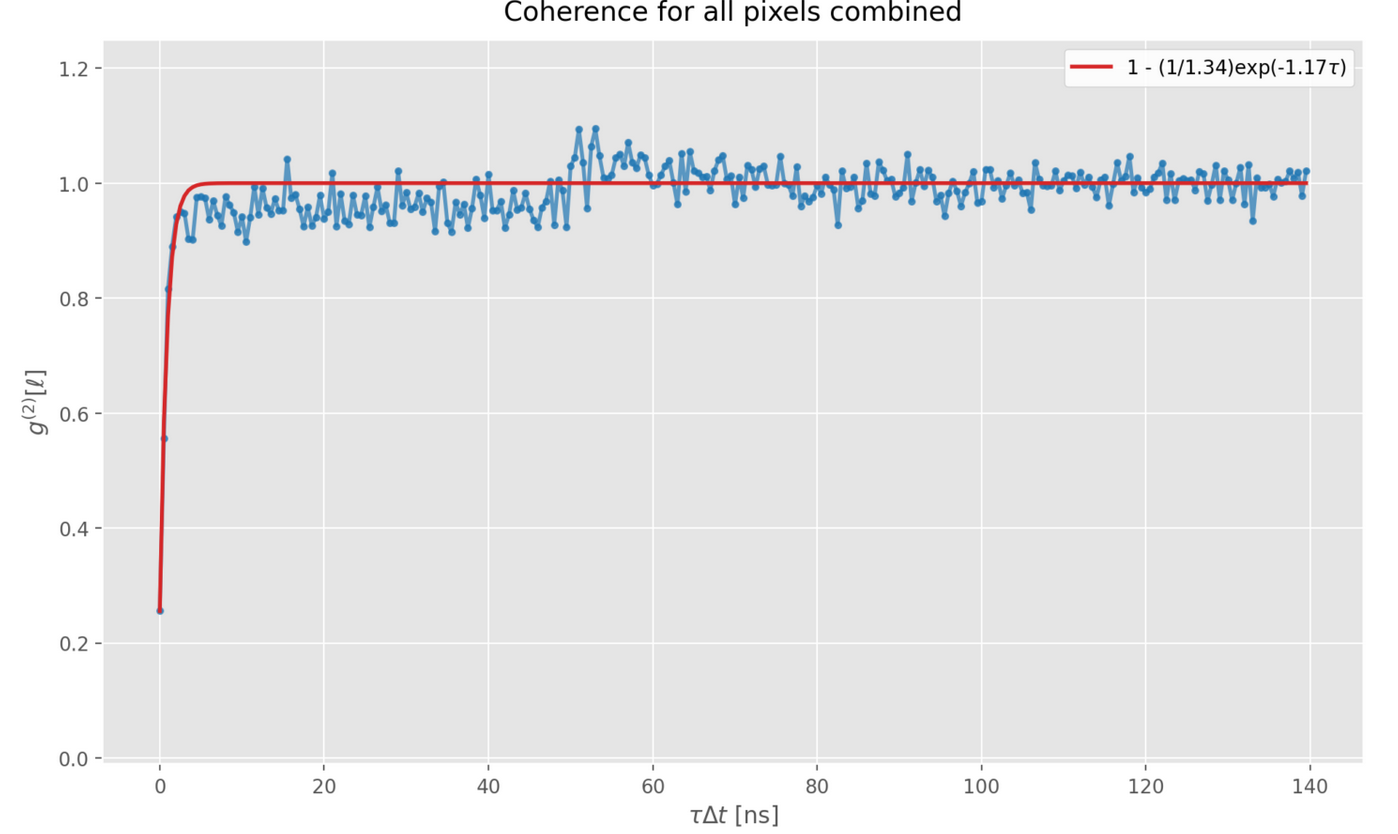 Coherence for all pixels combined
1 - (1/1.34)exp(-1.17τ)
1.2
1.0
0.8
0.6
0.4
0.2
0.0
g⁽²⁾[ℓ]
0 20 40 60 80 100 120 140
τΔt [ns]